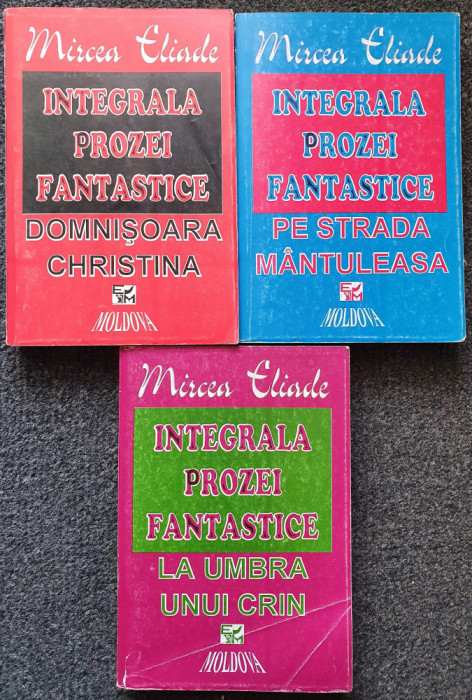 Mircea Eliade
INTEGRALA
PROZEI
FANTASTICE
DOMNIȘOARA
CHRISTINA
MOLDOVA
Mircea Eliade
INTEGRALA
PROZEI
FANTASTICE
PE STRADA
MÂNTULEASA
MOLDOVA
Mircea Eliade
INTEGRALA
PROZEI
FANTASTICE
LA UMBRA
UNUI CRIN
MOLDOVA